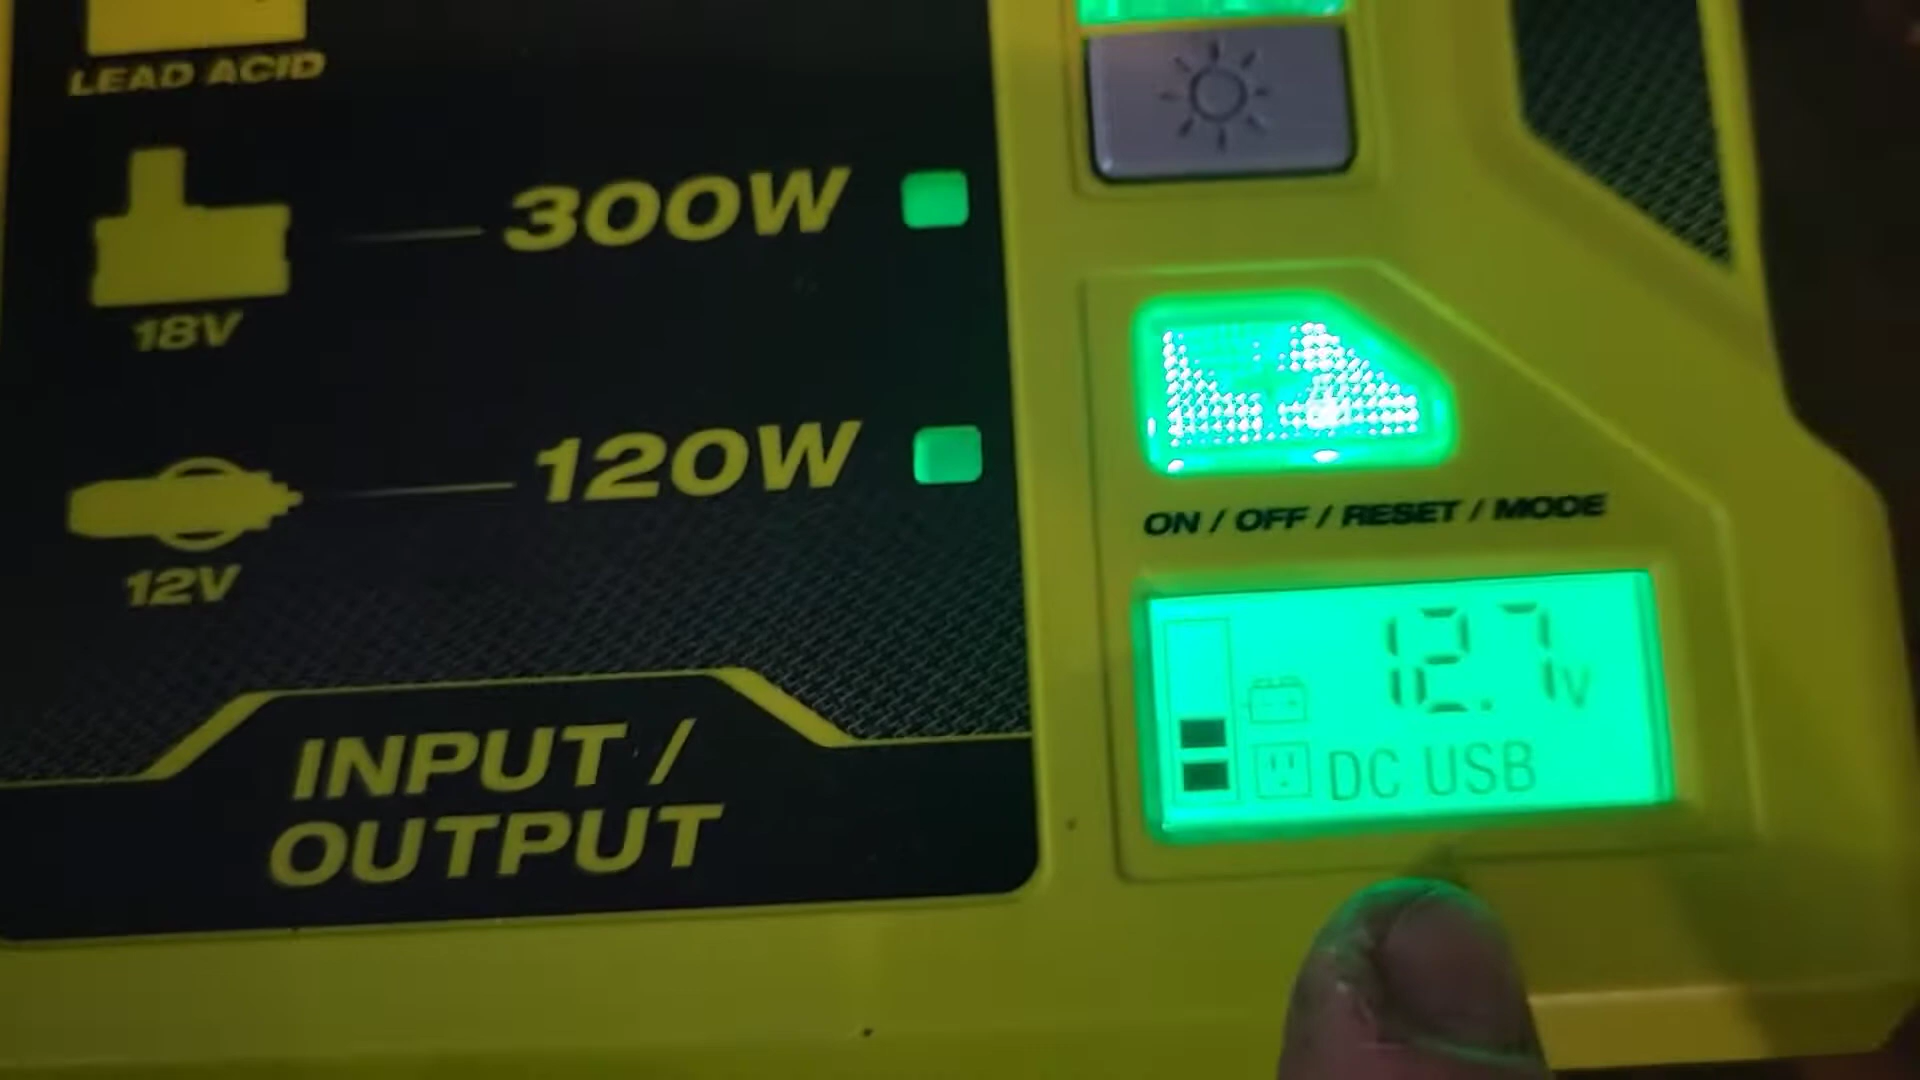 LEAD ACID
300W
18V
120W
12V
INPUT /
OUTPUT
ON / OFF / RESET / MODE
12.7V
DC USB